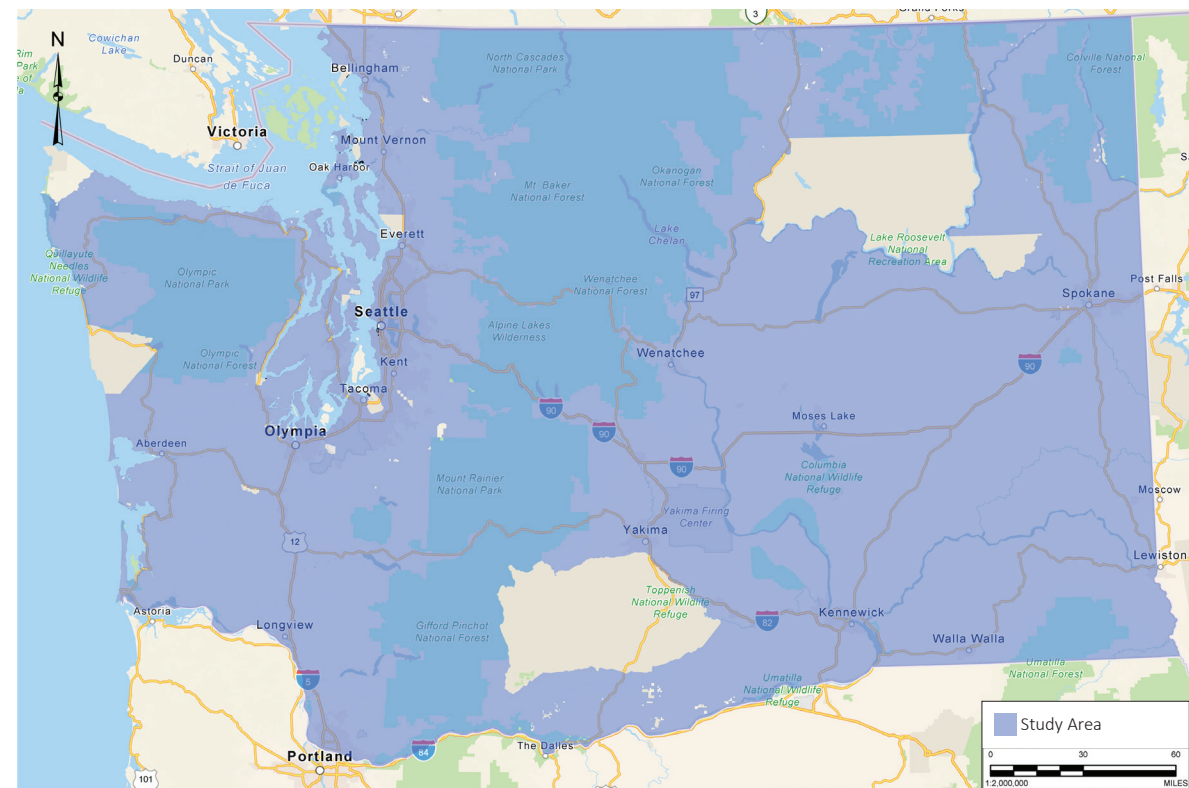 3
Cowichan
Lake
N
Duncan
North Cascades
National Park
Colville National
Forest
Bellingham
Victoria
Mount Vernon
Strait of Juan
de Fuca
Oak Harbor
Mt Baker
National Forest
Okanogan
National Forest
Lake
Chelan
Everett
Lake Roosevelt
National
Recreation Area
Quillayute
Needles
National Wildlife
Refuge
Olympic
National Park
Wenatchee
National Forest
Post Falls
97
Spokane
Seattle
Alpine Lakes
Wilderness
Olympic
National Forest
Kent
Wenatchee
90
Tacoma
90
Moses Lake
Olympia
90
Aberdeen
90
Columbia
National Wildlife
Refuge
Mount Rainier
National Park
Moscow
Yakima Firing
Center
Yakima
12
Lewiston
Toppenish
National Wildlife
Refuge
Astoria
Longview
Gifford Pinchot
National Forest
82
Kennewick
Walla Walla
Umatilla
National Forest
5
Umatilla
National Wildlife
Refuge
Study Area
The Dalles
84
Portland
101
0 30 60
1:2,000,000 MILES